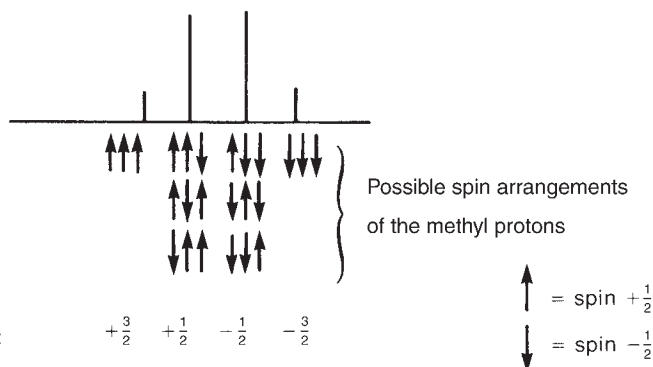 Possible spin arrangements
of the methyl protons
= spin +½
= spin −½
+3/2 +1/2 −1/2 −3/2